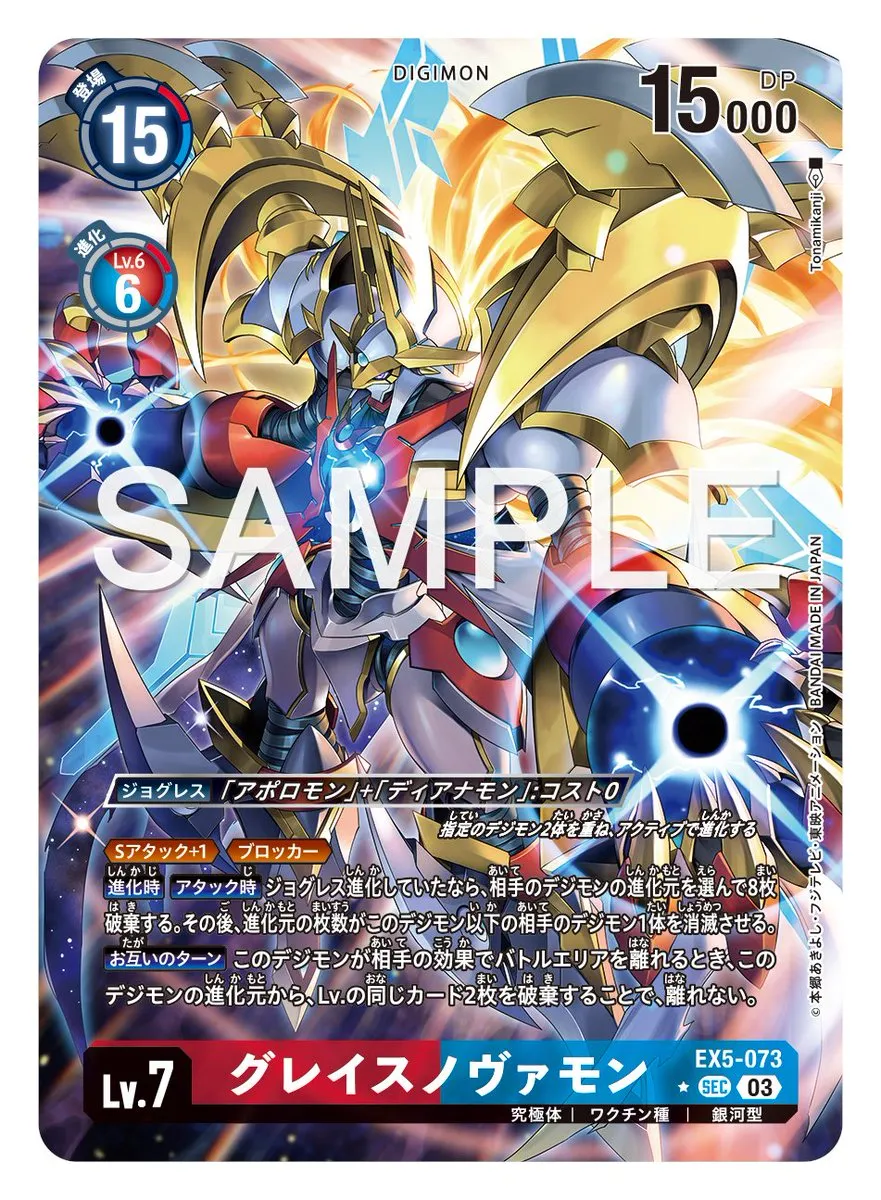 登場
15
DIGIMON
15000
DP
進化
Lv.6
6
Tonamikanji
SAMPLE
ジョグレス 「アポロモン」+「ディアナモン」:コスト0
指定のデジモン2体を重ね、アクティブで進化する
Sアタック+1 ブロッカー
進化時 アタック時 ジョグレス進化していたなら、相手のデジモンの進化元を選んで8枚
破棄する。その後、進化元の枚数がこのデジモン以下の相手のデジモン1体を消滅させる。
お互いのターン このデジモンが相手の効果でバトルエリアを離れるとき、この
デジモンの進化元から、Lv.の同じカード2枚を破棄することで、離れない。
©本郷あきよし・フジテレビ・東映アニメーション BANDAI MADE IN JAPAN
Lv.7
グレイスノヴァモン
EX5-073
SEC 03
究極体 | ワクチン種 | 銀河型